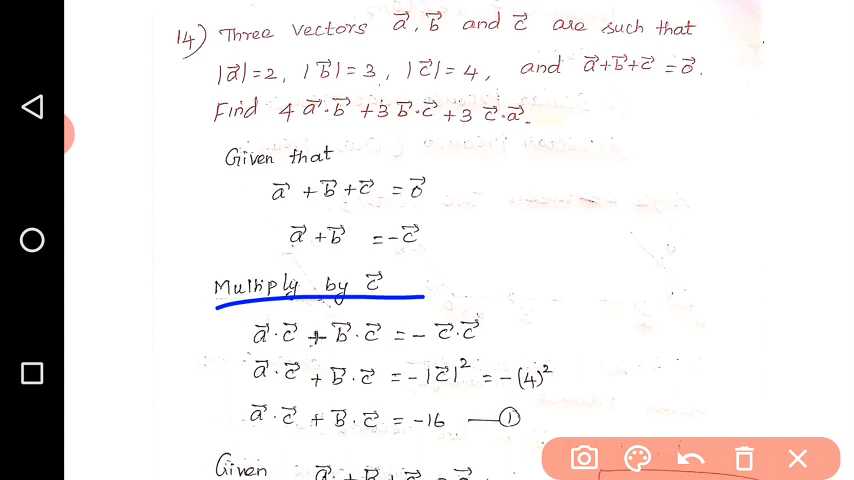 14) Three vectors a⃗, b⃗ and c⃗ are such that
|a⃗|=2, |b⃗|=3, |c⃗|=4, and a⃗+b⃗+c⃗=0⃗.
Find 4 a⃗·b⃗ +3 b⃗·c⃗ +3 c⃗·a⃗.
Given that
a⃗ +b⃗ +c⃗ = 0⃗
a⃗ +b⃗ = -c⃗
Multiply by c⃗
a⃗·c⃗ + b⃗·c⃗ = - c⃗·c⃗
a⃗·c⃗ + b⃗·c⃗ = -|c⃗|² = -(4)²
a⃗·c⃗ + b⃗·c⃗ = -16 —①
Given a⃗ + b⃗ + c⃗ = 0⃗